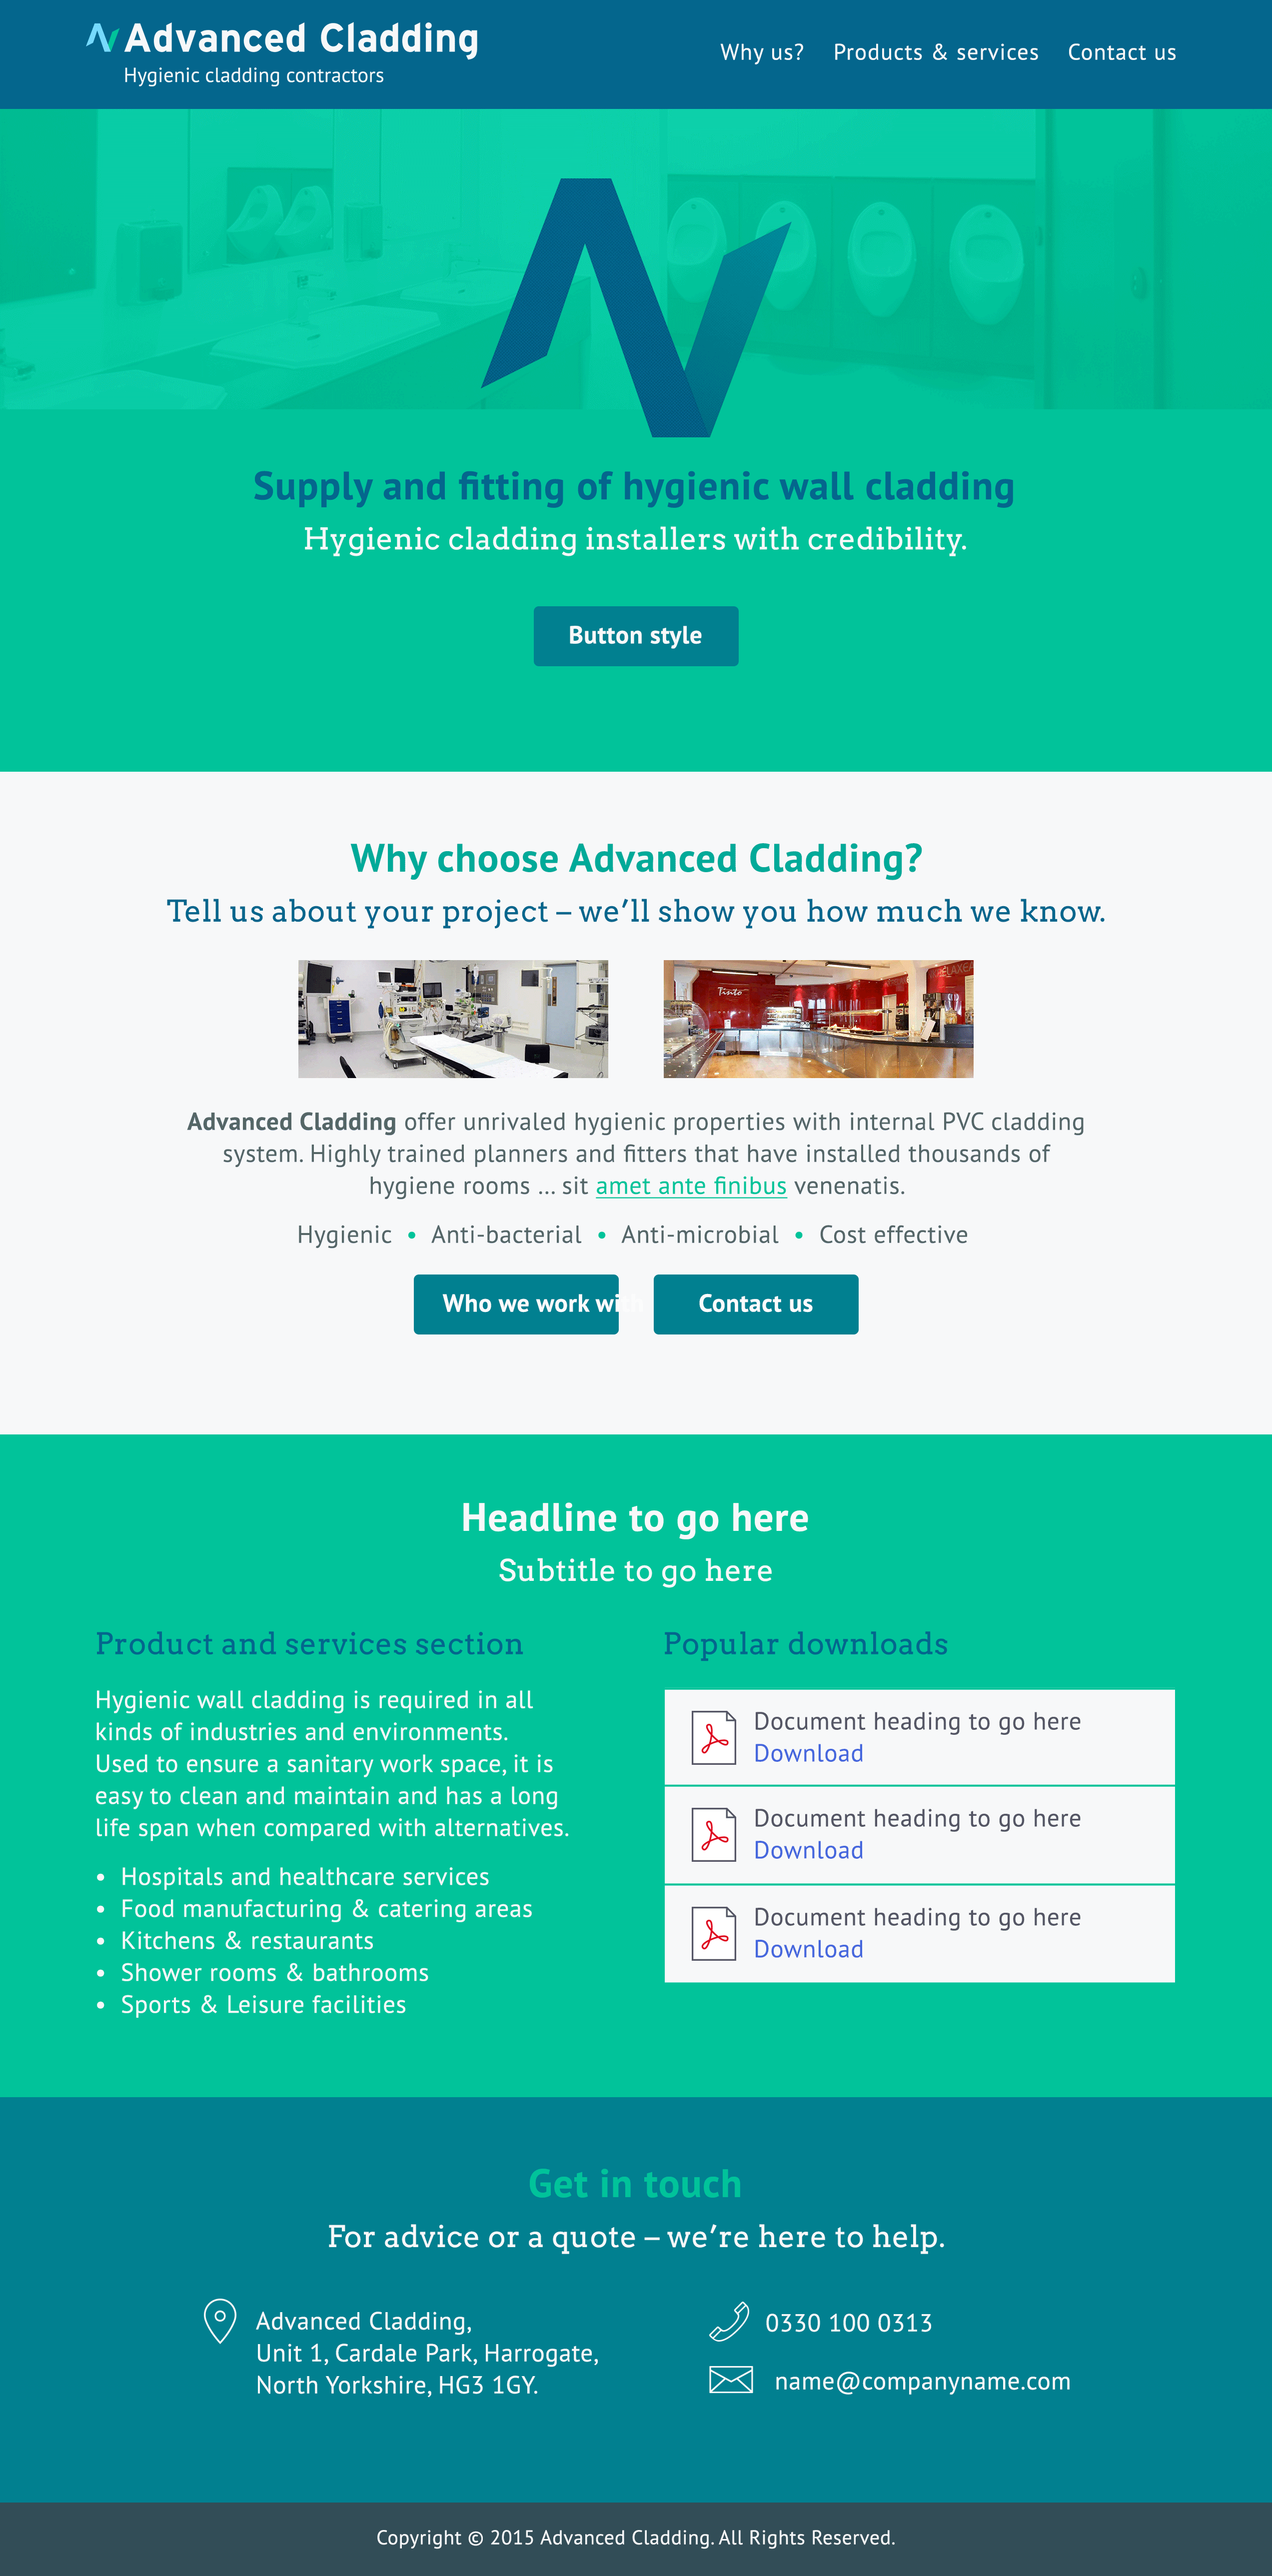 Advanced Cladding
Hygienic cladding contractors
Why us? Products & services Contact us
Supply and fitting of hygienic wall cladding
Hygienic cladding installers with credibility.
Button style
Why choose Advanced Cladding?
Tell us about your project – we’ll show you how much we know.
Tinto
Advanced Cladding offer unrivaled hygienic properties with internal PVC cladding
system. Highly trained planners and fitters that have installed thousands of
hygiene rooms ... sit amet ante finibus venenatis.
Hygienic • Anti-bacterial • Anti-microbial • Cost effective
Who we work with
Contact us
Headline to go here
Subtitle to go here
Product and services section
Hygienic wall cladding is required in all
kinds of industries and environments.
Used to ensure a sanitary work space, it is
easy to clean and maintain and has a long
life span when compared with alternatives.
• Hospitals and healthcare services
• Food manufacturing & catering areas
• Kitchens & restaurants
• Shower rooms & bathrooms
• Sports & Leisure facilities
Popular downloads
Document heading to go here
Download
Document heading to go here
Download
Document heading to go here
Download
Get in touch
For advice or a quote – we’re here to help.
Advanced Cladding,
Unit 1, Cardale Park, Harrogate,
North Yorkshire, HG3 1GY.
0330 100 0313
name@companyname.com
Copyright © 2015 Advanced Cladding. All Rights Reserved.